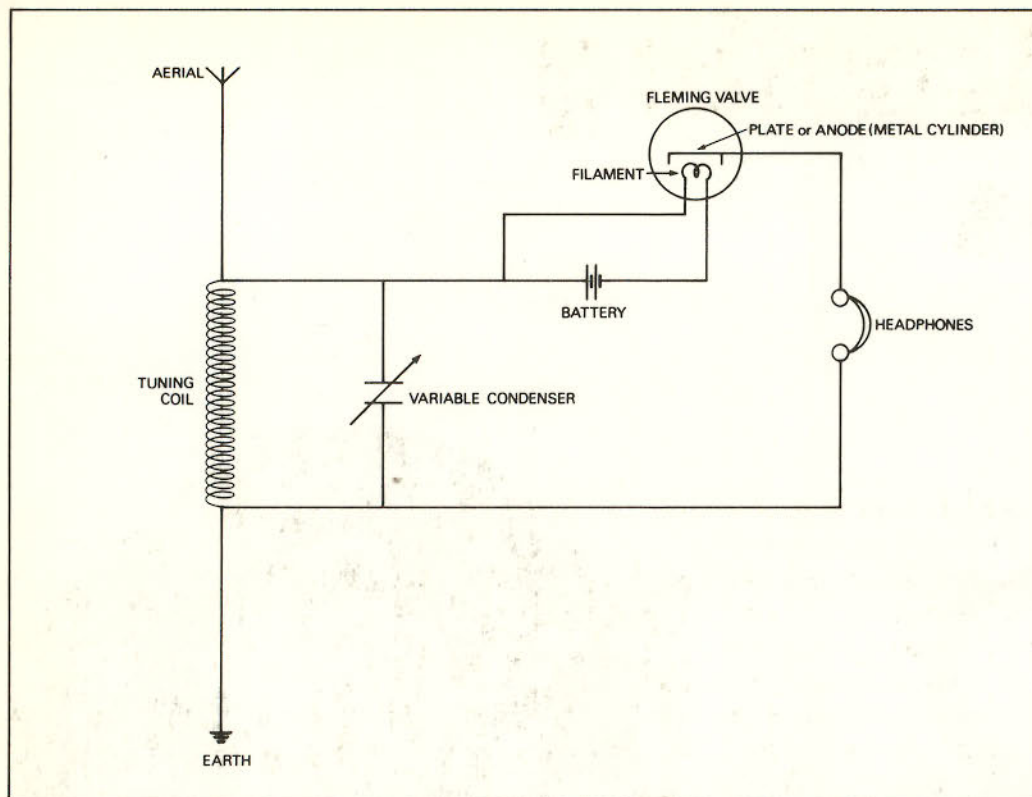 AERIAL
FLEMING VALVE
PLATE or ANODE (METAL CYLINDER)
FILAMENT
BATTERY
HEADPHONES
TUNING
COIL
VARIABLE CONDENSER
EARTH